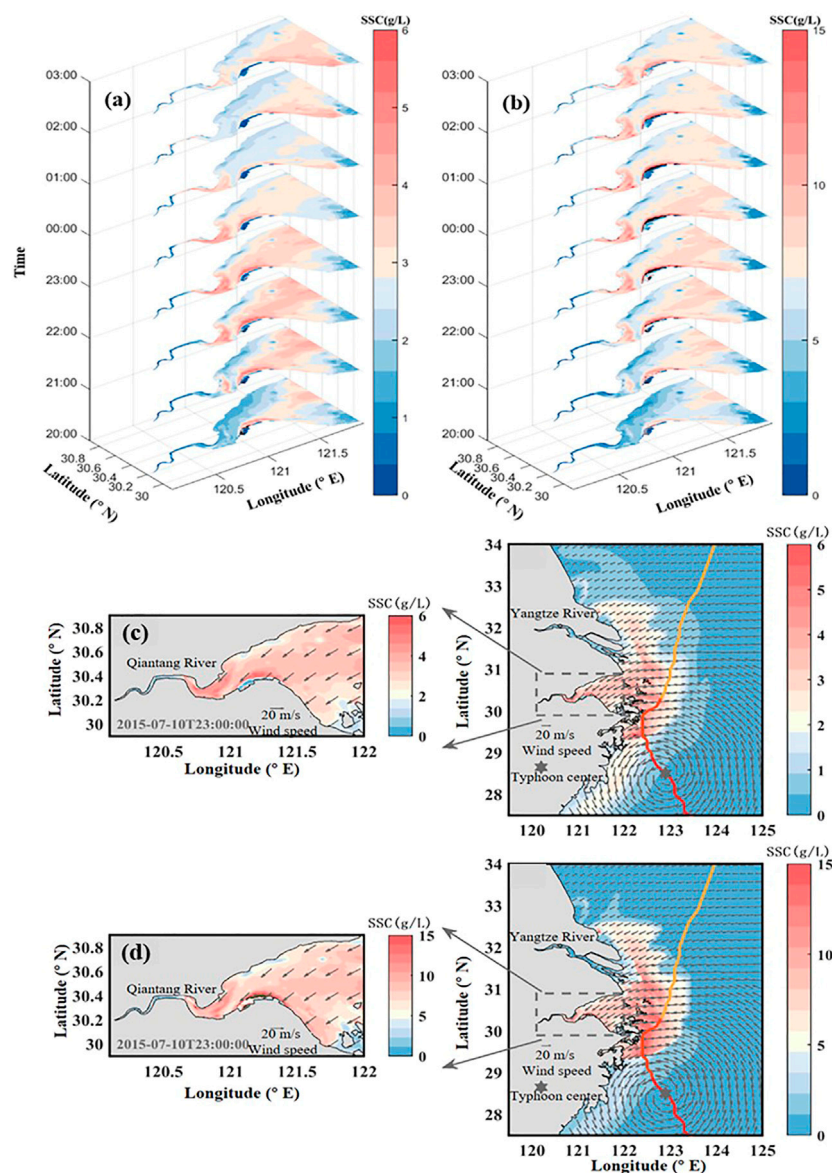 SSC(g/L)
SSC(g/L)
(a)
(b)
6
5
4
3
2
1
0
15
10
5
0
03:00
02:00
01:00
00:00
23:00
22:00
21:00
20:00
Time
03:00
02:00
01:00
00:00
23:00
22:00
21:00
20:00
30.8
30.6
30.4
30.2
30
Latitude (° N)
120.5
121
121.5
Longitude (° E)
30.8
30.6
30.4
30.2
30
Latitude (° N)
120.5
121
121.5
Longitude (° E)
SSC(g/L)
(c)
Qiantang River
2015-07-10T23:00:00
20 m/s
Wind speed
30.8
30.6
30.4
30.2
30
Latitude (° N)
120.5
121
121.5
122
Longitude (° E)
6
4
2
0
SSC(g/L)
34
33
32
31
30
29
28
Latitude (° N)
Yangtze River
20 m/s
Wind speed
Typhoon center
120
121
122
123
124
125
6
5
4
3
2
1
0
SSC(g/L)
(d)
Qiantang River
2015-07-10T23:00:00
20 m/s
Wind speed
30.8
30.6
30.4
30.2
30
Latitude (° N)
120.5
121
121.5
122
Longitude (° E)
15
10
5
0
SSC(g/L)
34
33
32
31
30
29
28
Latitude (° N)
Yangtze River
20 m/s
Wind speed
Typhoon center
120
121
122
123
124
125
Longitude (° E)
15
10
5
0